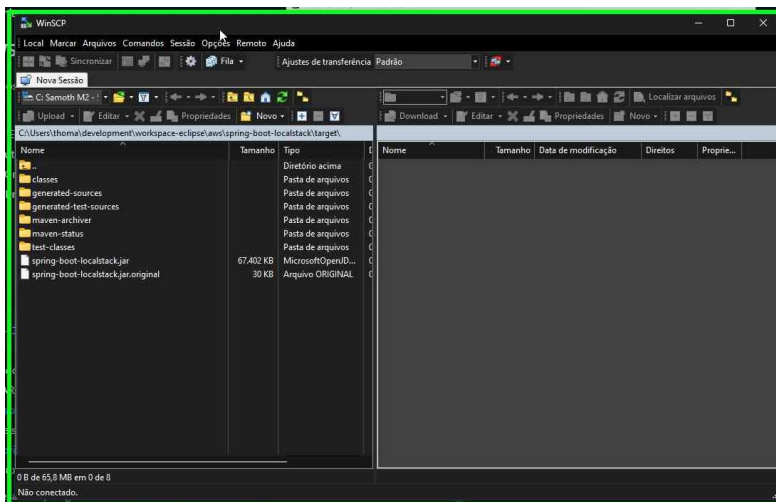 WinSCP
Local Marcar Arquivos Comandos Sessão Opções Remoto Ajuda
Sincronizar Fila Ajustes de transferência Padrão
Nova Sessão
C: Samoth M2 - Localizar arquivos
Upload Editar Propriedades Novo Download Editar Propriedades Novo
C:\Users\thoma\development\workspace-eclipse\aws\spring-boot-localstack\target\
Nome Tamanho Tipo Nome Tamanho Data de modificação Direitos Proprie...
.. Diretório acima
classes Pasta de arquivos
generated-sources Pasta de arquivos
generated-test-sources Pasta de arquivos
maven-archiver Pasta de arquivos
maven-status Pasta de arquivos
test-classes Pasta de arquivos
spring-boot-localstack.jar 67.402 KB MicrosoftOpenJD...
spring-boot-localstack.jar.original 30 KB Arquivo ORIGINAL
0 B de 65,8 MB em 0 de 8
Não conectado.